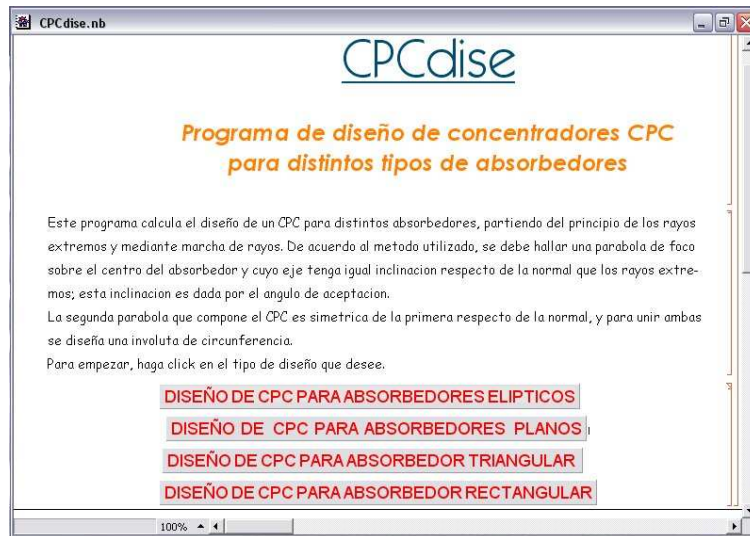 CPCdise.nb
CPCdise
Programa de diseño de concentradores CPC
para distintos tipos de absorbedores
Este programa calcula el diseño de un CPC para distintos absorbedores, partiendo del principio de los rayos
extremos y mediante marcha de rayos. De acuerdo al metodo utilizado, se debe hallar una parabola de foco
sobre el centro del absorbedor y cuyo eje tenga igual inclinacion respecto de la normal que los rayos extre-
mos; esta inclinacion es dada por el angulo de aceptacion.
La segunda parabola que compone el CPC es simetrica de la primera respecto de la normal, y para unir ambas
se diseña una involuta de circunferencia.
Para empezar, haga click en el tipo de diseño que desee.
DISEÑO DE CPC PARA ABSORBEDORES ELIPTICOS
DISEÑO DE CPC PARA ABSORBEDORES PLANOS
DISEÑO DE CPC PARA ABSORBEDOR TRIANGULAR
DISEÑO DE CPC PARA ABSORBEDOR RECTANGULAR
100%